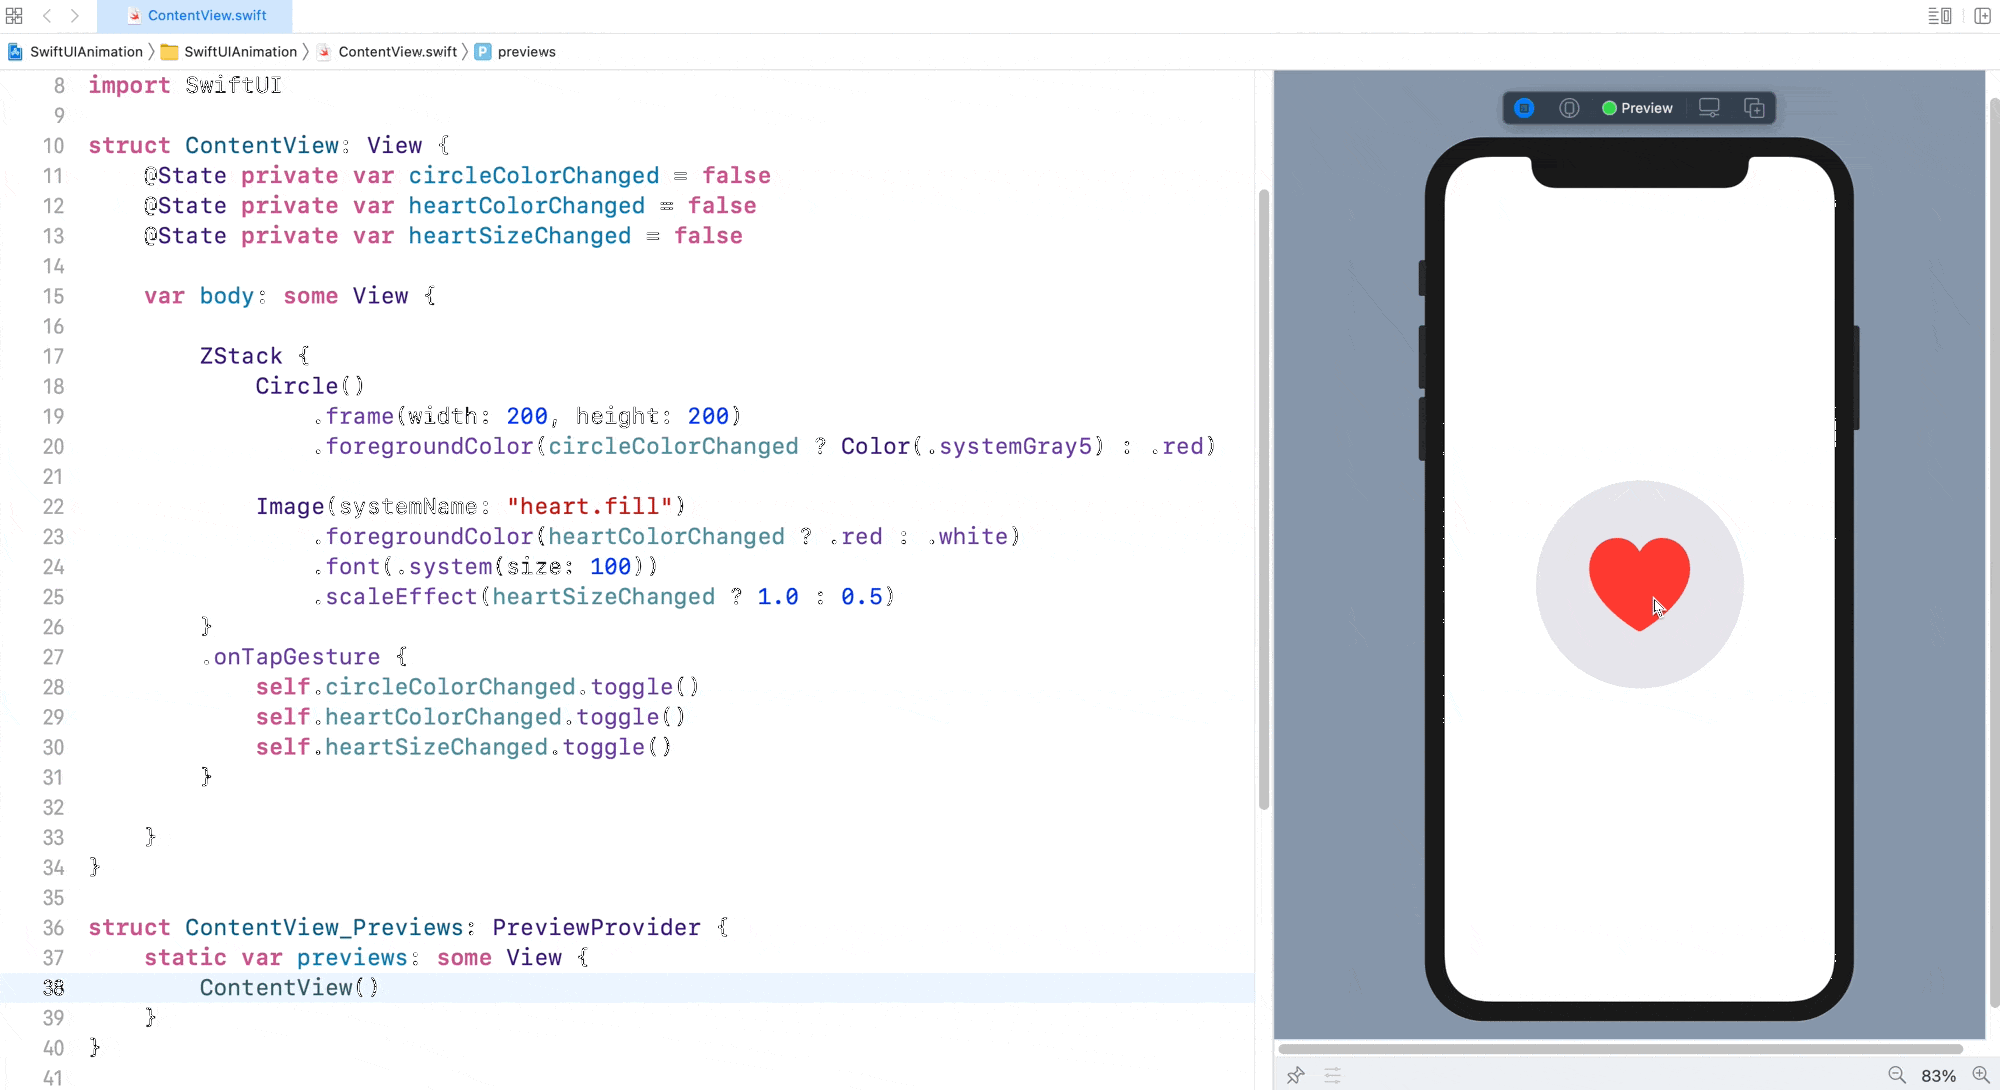 ContentView.swift
SwiftUIAnimation SwiftUIAnimation ContentView.swift P previews
8 import SwiftUI
9
10 struct ContentView: View {
11 @State private var circleColorChanged = false
12 @State private var heartColorChanged = false
13 @State private var heartSizeChanged = false
14
15 var body: some View {
16
17 ZStack {
18 Circle()
19 .frame(width: 200, height: 200)
20 .foregroundColor(circleColorChanged ? Color(.systemGray5) : .red)
21
22 Image(systemName: "heart.fill")
23 .foregroundColor(heartColorChanged ? .red : .white)
24 .font(.system(size: 100))
25 .scaleEffect(heartSizeChanged ? 1.0 : 0.5)
26 }
27 .onTapGesture {
28 self.circleColorChanged.toggle()
29 self.heartColorChanged.toggle()
30 self.heartSizeChanged.toggle()
31 }
32
33 }
34 }
35
36 struct ContentView_Previews: PreviewProvider {
37 static var previews: some View {
38 ContentView()
39 }
40 }
41
Preview
83%